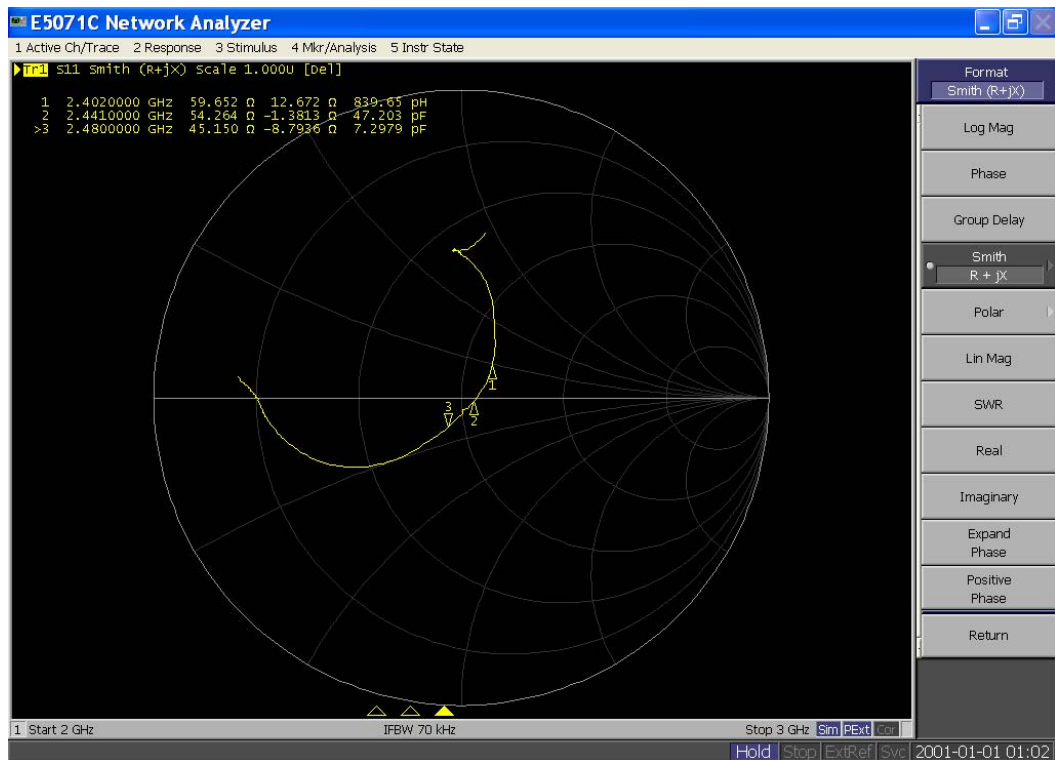 E5071C Network Analyzer
1 Active Ch/Trace 2 Response 3 Stimulus 4 Mkr/Analysis 5 Instr State
Tr1 S11 Smith (R+jX) Scale 1.000U [Del]
1 2.4020000 GHz 59.652 Ω 12.672 Ω 839.65 pH
2 2.4410000 GHz 54.264 Ω -1.3813 Ω 47.203 pF
>3 2.4800000 GHz 45.150 Ω -8.7936 Ω 7.2979 pF
1
2
3
Format
Smith (R+jX)
Log Mag
Phase
Group Delay
Smith
R + jX
Polar
Lin Mag
SWR
Real
Imaginary
Expand
Phase
Positive
Phase
Return
1 Start 2 GHz IFBW 70 kHz Stop 3 GHz Sim PExt Cor
Hold Stop ExtRef Svc 2001-01-01 01:02